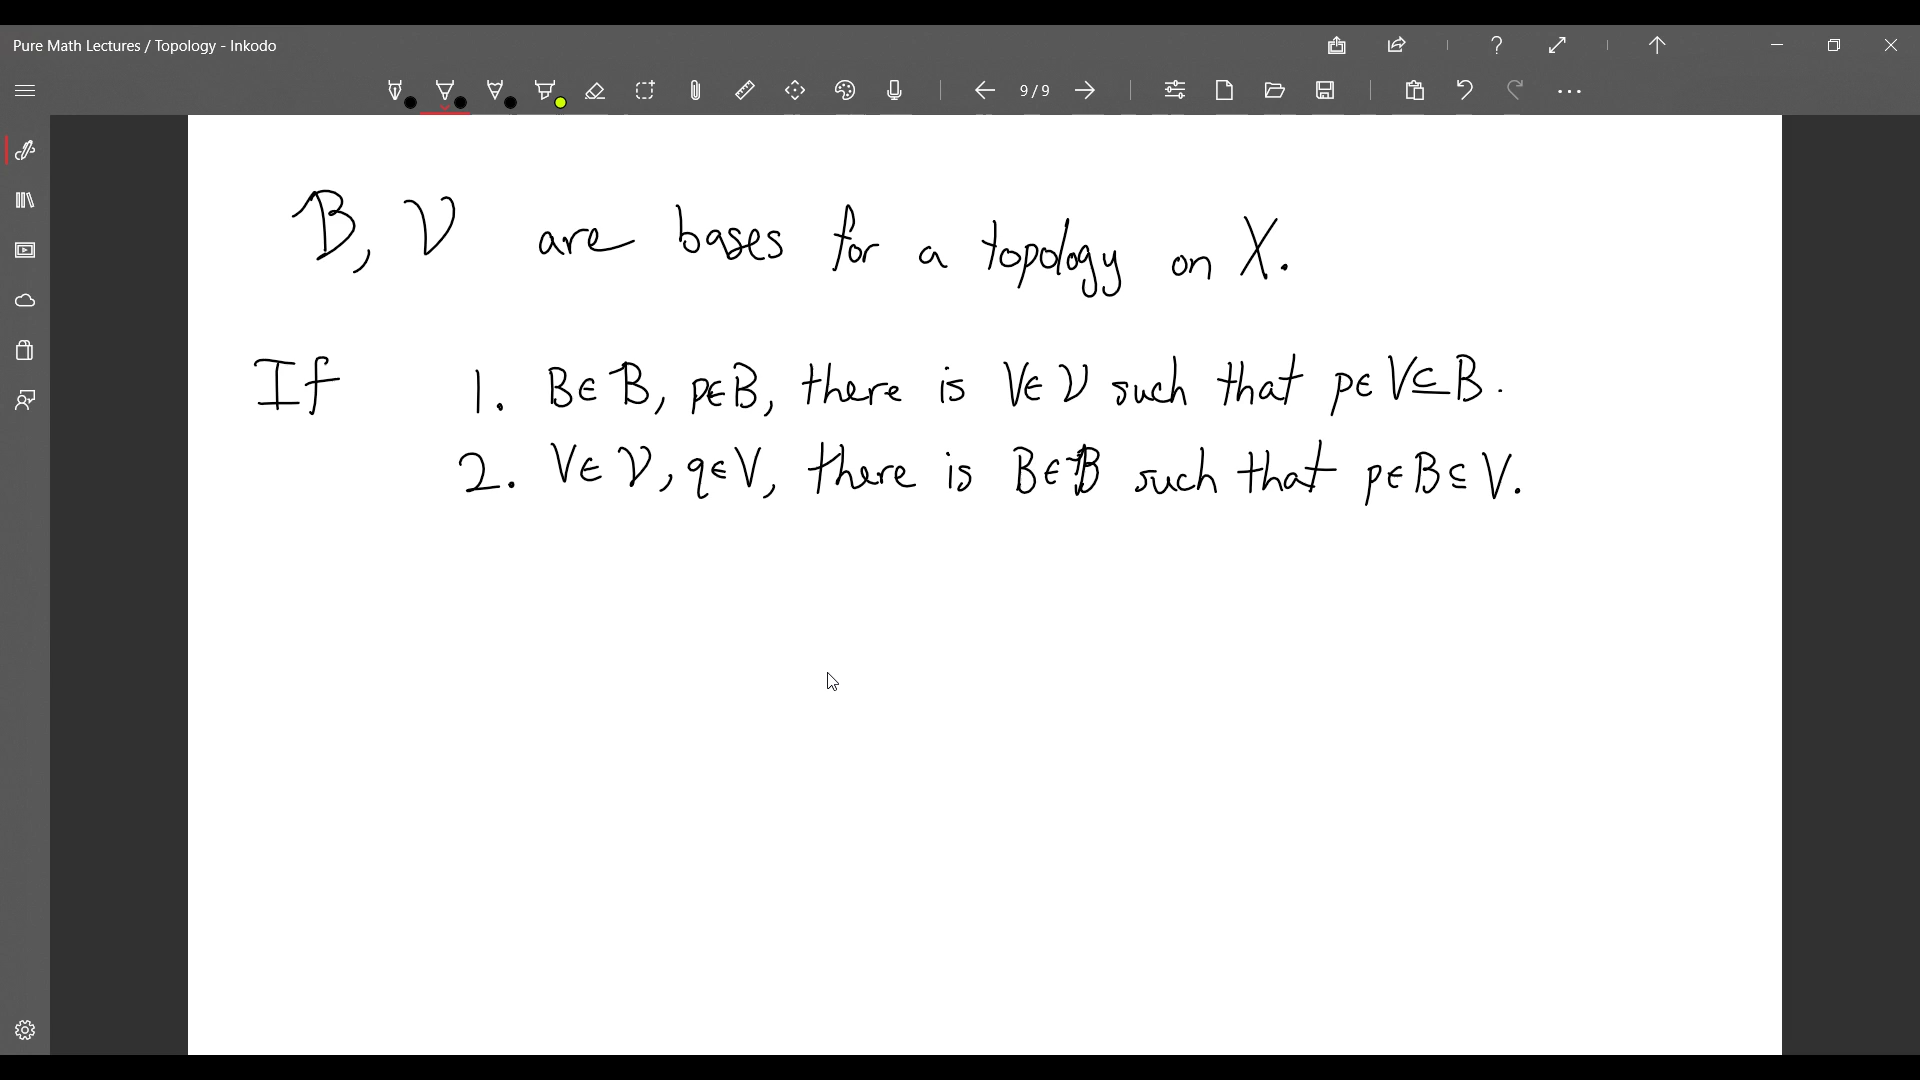 Pure Math Lectures / Topology - Inkodo
9 / 9
ℬ, 𝒱 are bases for a topology on X.
If 1. B∈ℬ, p∈B, there is V∈𝒱 such that p∈V⊆B.
2. V∈𝒱, q∈V, there is B∈ℬ such that p∈B⊆V.